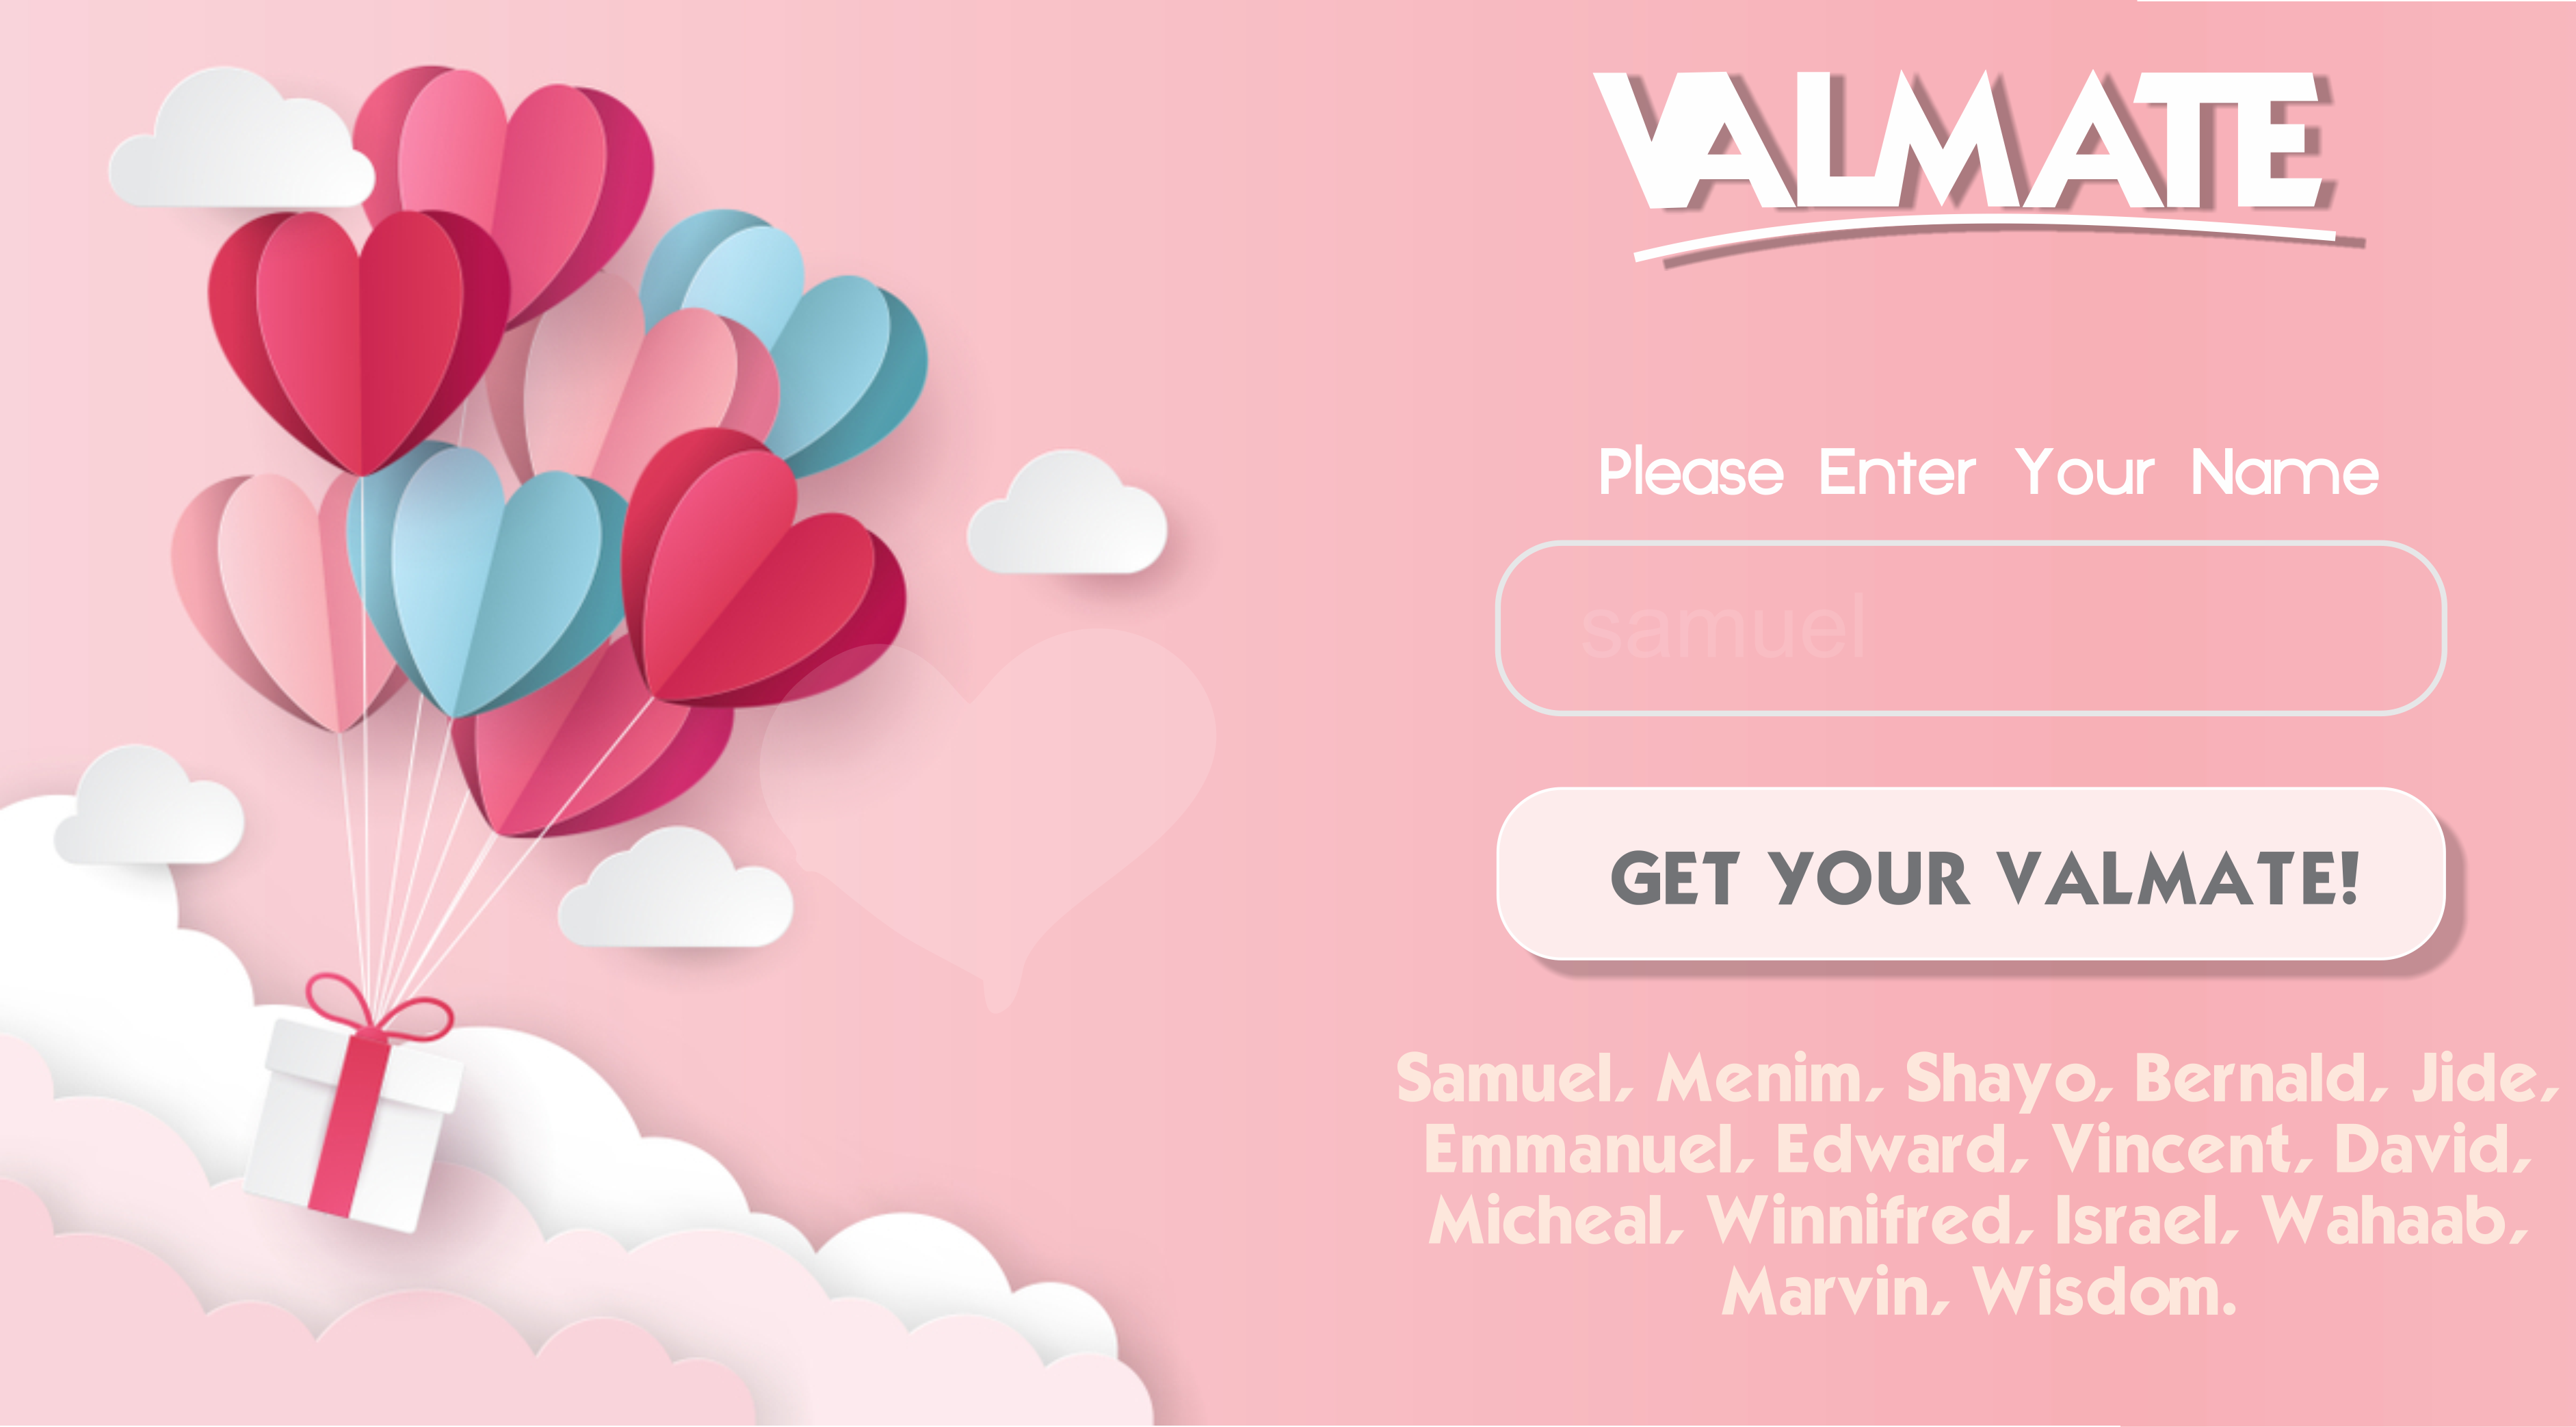 VALMATE
Please Enter Your Name
samuel
GET YOUR VALMATE!
Samuel, Menim, Shayo, Bernald, Jide,
Emmanuel, Edward, Vincent, David,
Micheal, Winnifred, Israel, Wahaab,
Marvin, Wisdom.